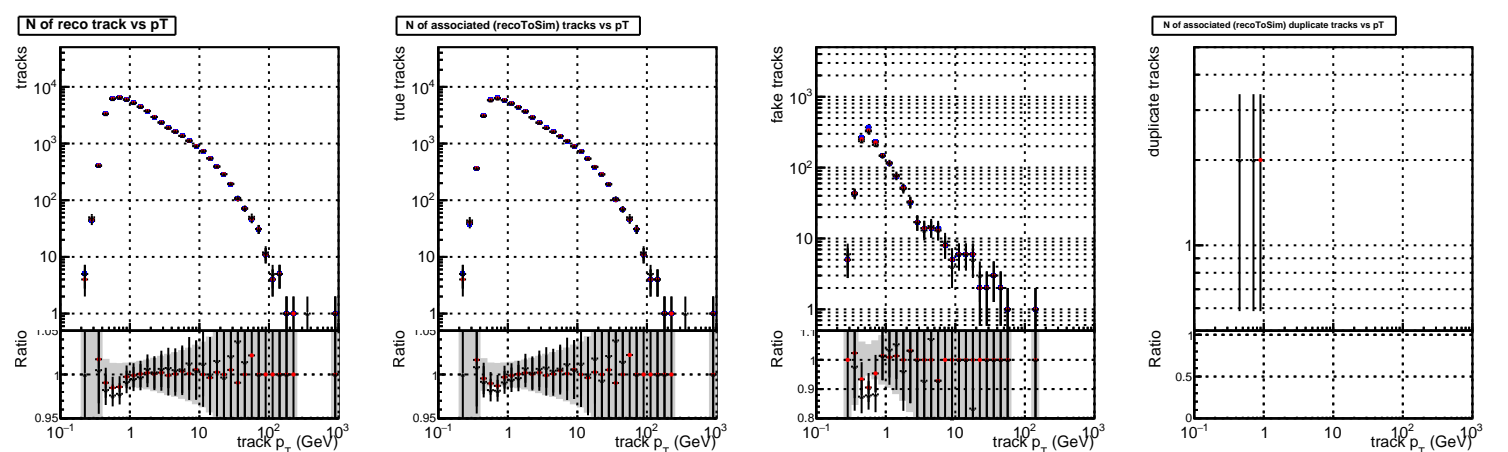 N of reco track vs pT
tracks
10⁴
10³
10²
10
1
Ratio
1.05
1
0.95
10⁻¹ 1 10 10² 10³
track p_T (GeV)
N of associated (recoToSim) tracks vs pT
true tracks
10⁴
10³
10²
10
1
Ratio
1.05
1
0.95
10⁻¹ 1 10 10² 10³
track p_T (GeV)
fake tracks
10³
10²
10
1
Ratio
1.1
1
0.9
0.8
10⁻¹ 1 10 10² 10³
track p_T (GeV)
N of associated (recoToSim) duplicate tracks vs pT
duplicate tracks
1
Ratio
1
0.5
0
10⁻¹ 1 10 10² 10³
track p_T (GeV)